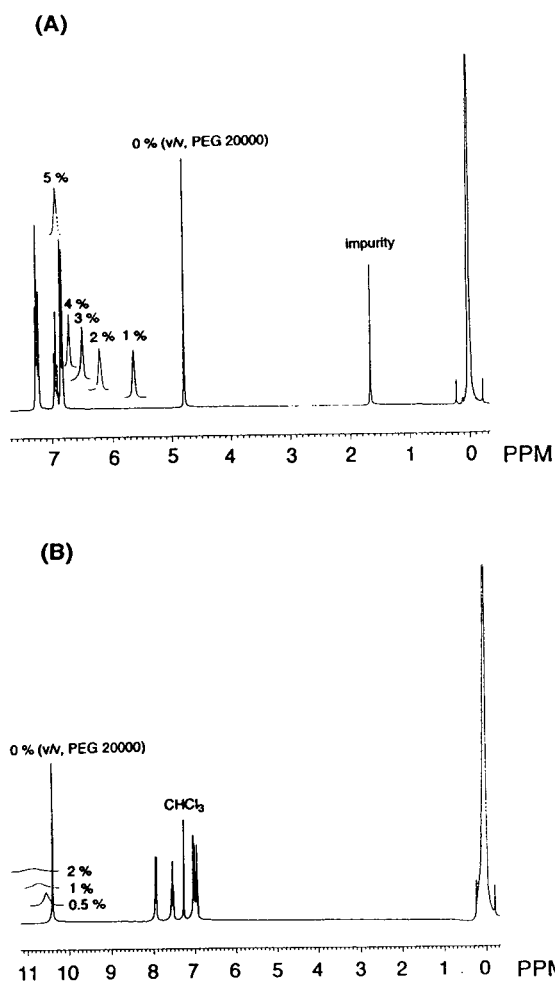 (A)
0 % (v/v, PEG 20000)
5 %
impurity
4 %
3 %
2 %
1 %
7 6 5 4 3 2 1 0 PPM
(B)
0 % (v/v, PEG 20000)
CHCl₃
2 %
1 %
0.5 %
11 10 9 8 7 6 5 4 3 2 1 0 PPM